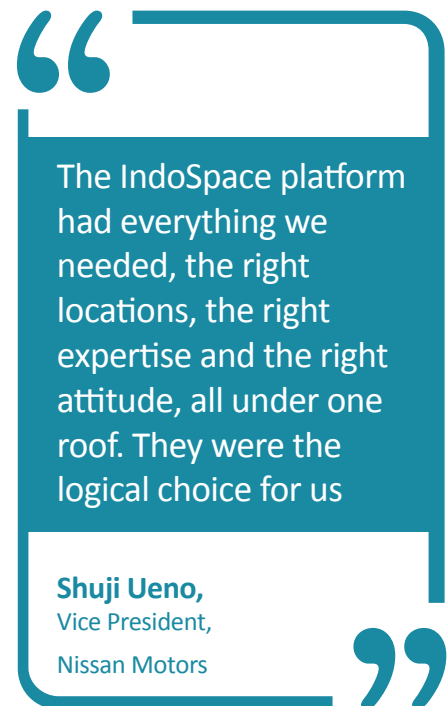 “
The IndoSpace platform
had everything we
needed, the right
locations, the right
expertise and the right
attitude, all under one
roof. They were the
logical choice for us
Shuji Ueno,
Vice President,
Nissan Motors
”